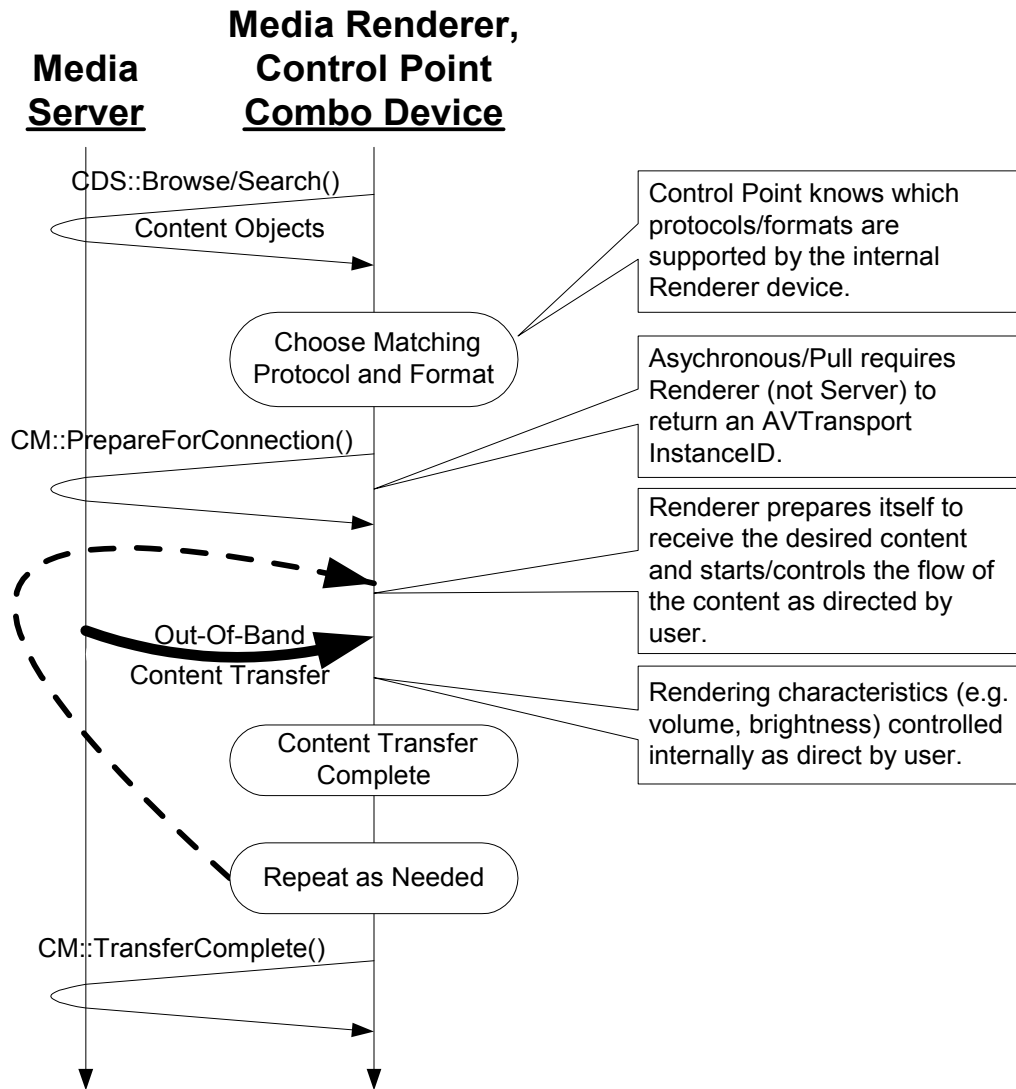 Media
Server
Media Renderer,
Control Point
Combo Device
CDS::Browse/Search()
Content Objects
Control Point knows which
protocols/formats are
supported by the internal
Renderer device.
Choose Matching
Protocol and Format
Asychronous/Pull requires
Renderer (not Server) to
return an AVTransport
InstanceID.
CM::PrepareForConnection()
Renderer prepares itself to
receive the desired content
and starts/controls the flow of
the content as directed by
user.
Out-Of-Band
Content Transfer
Rendering characteristics (e.g.
volume, brightness) controlled
internally as direct by user.
Content Transfer
Complete
Repeat as Needed
CM::TransferComplete()